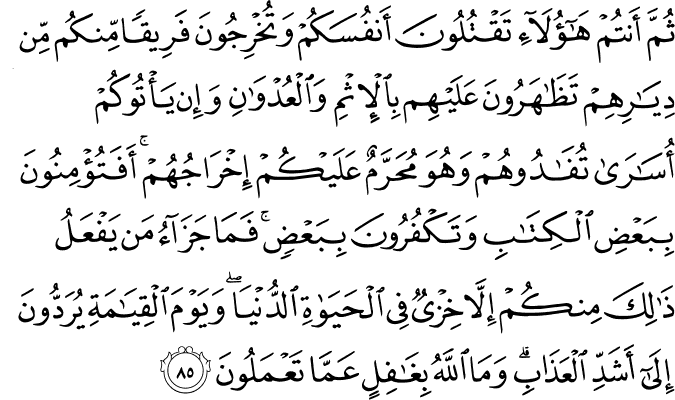 ثُمَّ أَنتُمْ هَٰٓؤُلَآءِ تَقْتُلُونَ أَنفُسَكُمْ وَتُخْرِجُونَ فَرِيقًا مِّنكُم مِّن
دِيَٰرِهِمْ تَظَٰهَرُونَ عَلَيْهِم بِٱلْإِثْمِ وَٱلْعُدْوَٰنِ وَإِن يَأْتُوكُمْ
أُسَٰرَىٰ تُفَٰدُوهُمْ وَهُوَ مُحَرَّمٌ عَلَيْكُمْ إِخْرَاجُهُمْ ۚ أَفَتُؤْمِنُونَ
بِبَعْضِ ٱلْكِتَٰبِ وَتَكْفُرُونَ بِبَعْضٍ ۚ فَمَا جَزَآءُ مَن يَفْعَلُ
ذَٰلِكَ مِنكُمْ إِلَّا خِزْىٌ فِى ٱلْحَيَوٰةِ ٱلدُّنْيَا ۖ وَيَوْمَ ٱلْقِيَٰمَةِ يُرَدُّونَ
إِلَىٰٓ أَشَدِّ ٱلْعَذَابِ ۗ وَمَا ٱللَّهُ بِغَٰفِلٍ عَمَّا تَعْمَلُونَ ٨٥